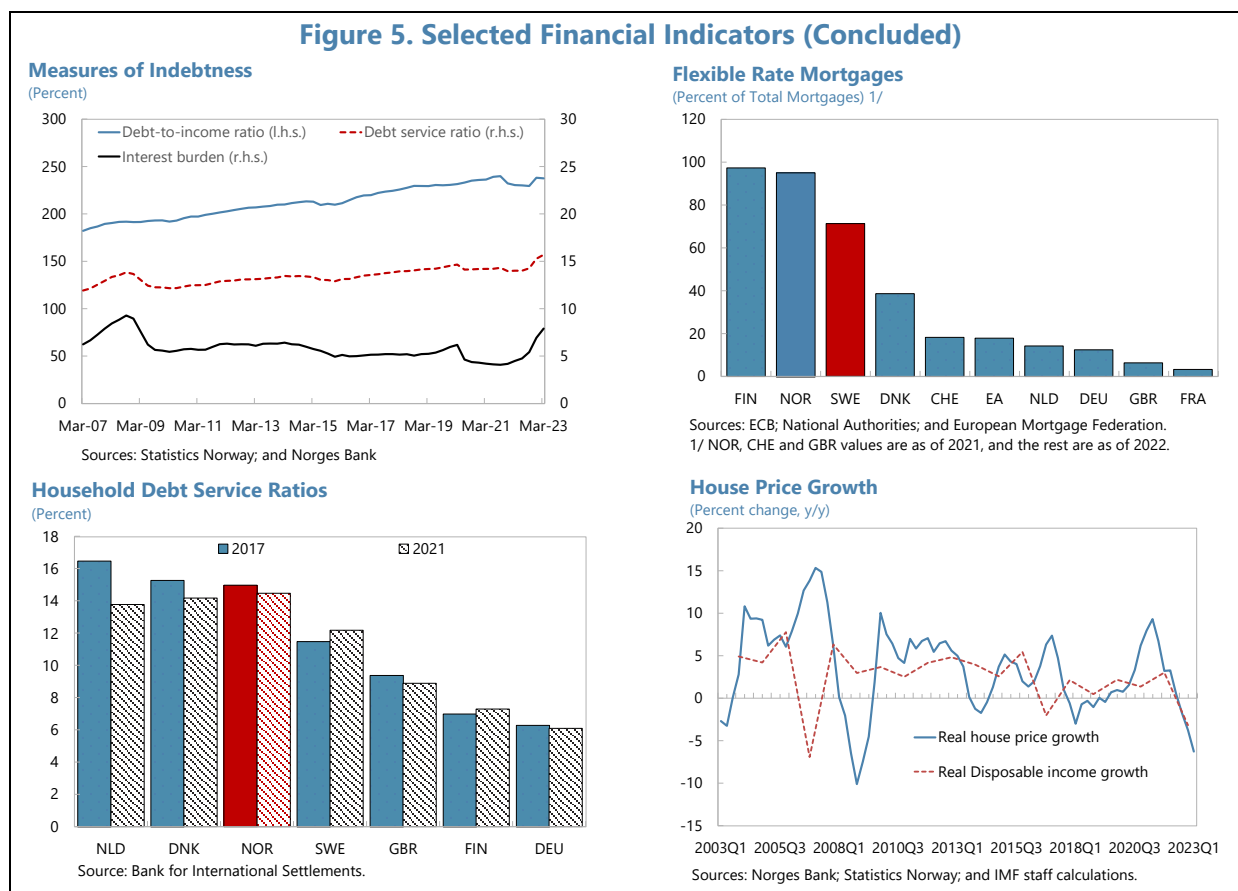 Figure 5. Selected Financial Indicators (Concluded)
Measures of Indebtness
(Percent)
300
250
200
150
100
50
0
30
25
20
15
10
5
0
Debt-to-income ratio (l.h.s.)
Debt service ratio (r.h.s.)
Interest burden (r.h.s.)
Mar-07 Mar-09 Mar-11 Mar-13 Mar-15 Mar-17 Mar-19 Mar-21 Mar-23
Sources: Statistics Norway; and Norges Bank
Flexible Rate Mortgages
(Percent of Total Mortgages) 1/
120
100
80
60
40
20
0
FIN NOR SWE DNK CHE EA NLD DEU GBR FRA
Sources: ECB; National Authorities; and European Mortgage Federation.
1/ NOR, CHE and GBR values are as of 2021, and the rest are as of 2022.
Household Debt Service Ratios
(Percent)
18
16
14
12
10
8
6
4
2
0
2017 2021
NLD DNK NOR SWE GBR FIN DEU
Source: Bank for International Settlements.
House Price Growth
(Percent change, y/y)
20
15
10
5
0
-5
-10
-15
Real house price growth
Real Disposable income growth
2003Q1 2005Q3 2008Q1 2010Q3 2013Q1 2015Q3 2018Q1 2020Q3 2023Q1
Sources: Norges Bank; Statistics Norway; and IMF staff calculations.